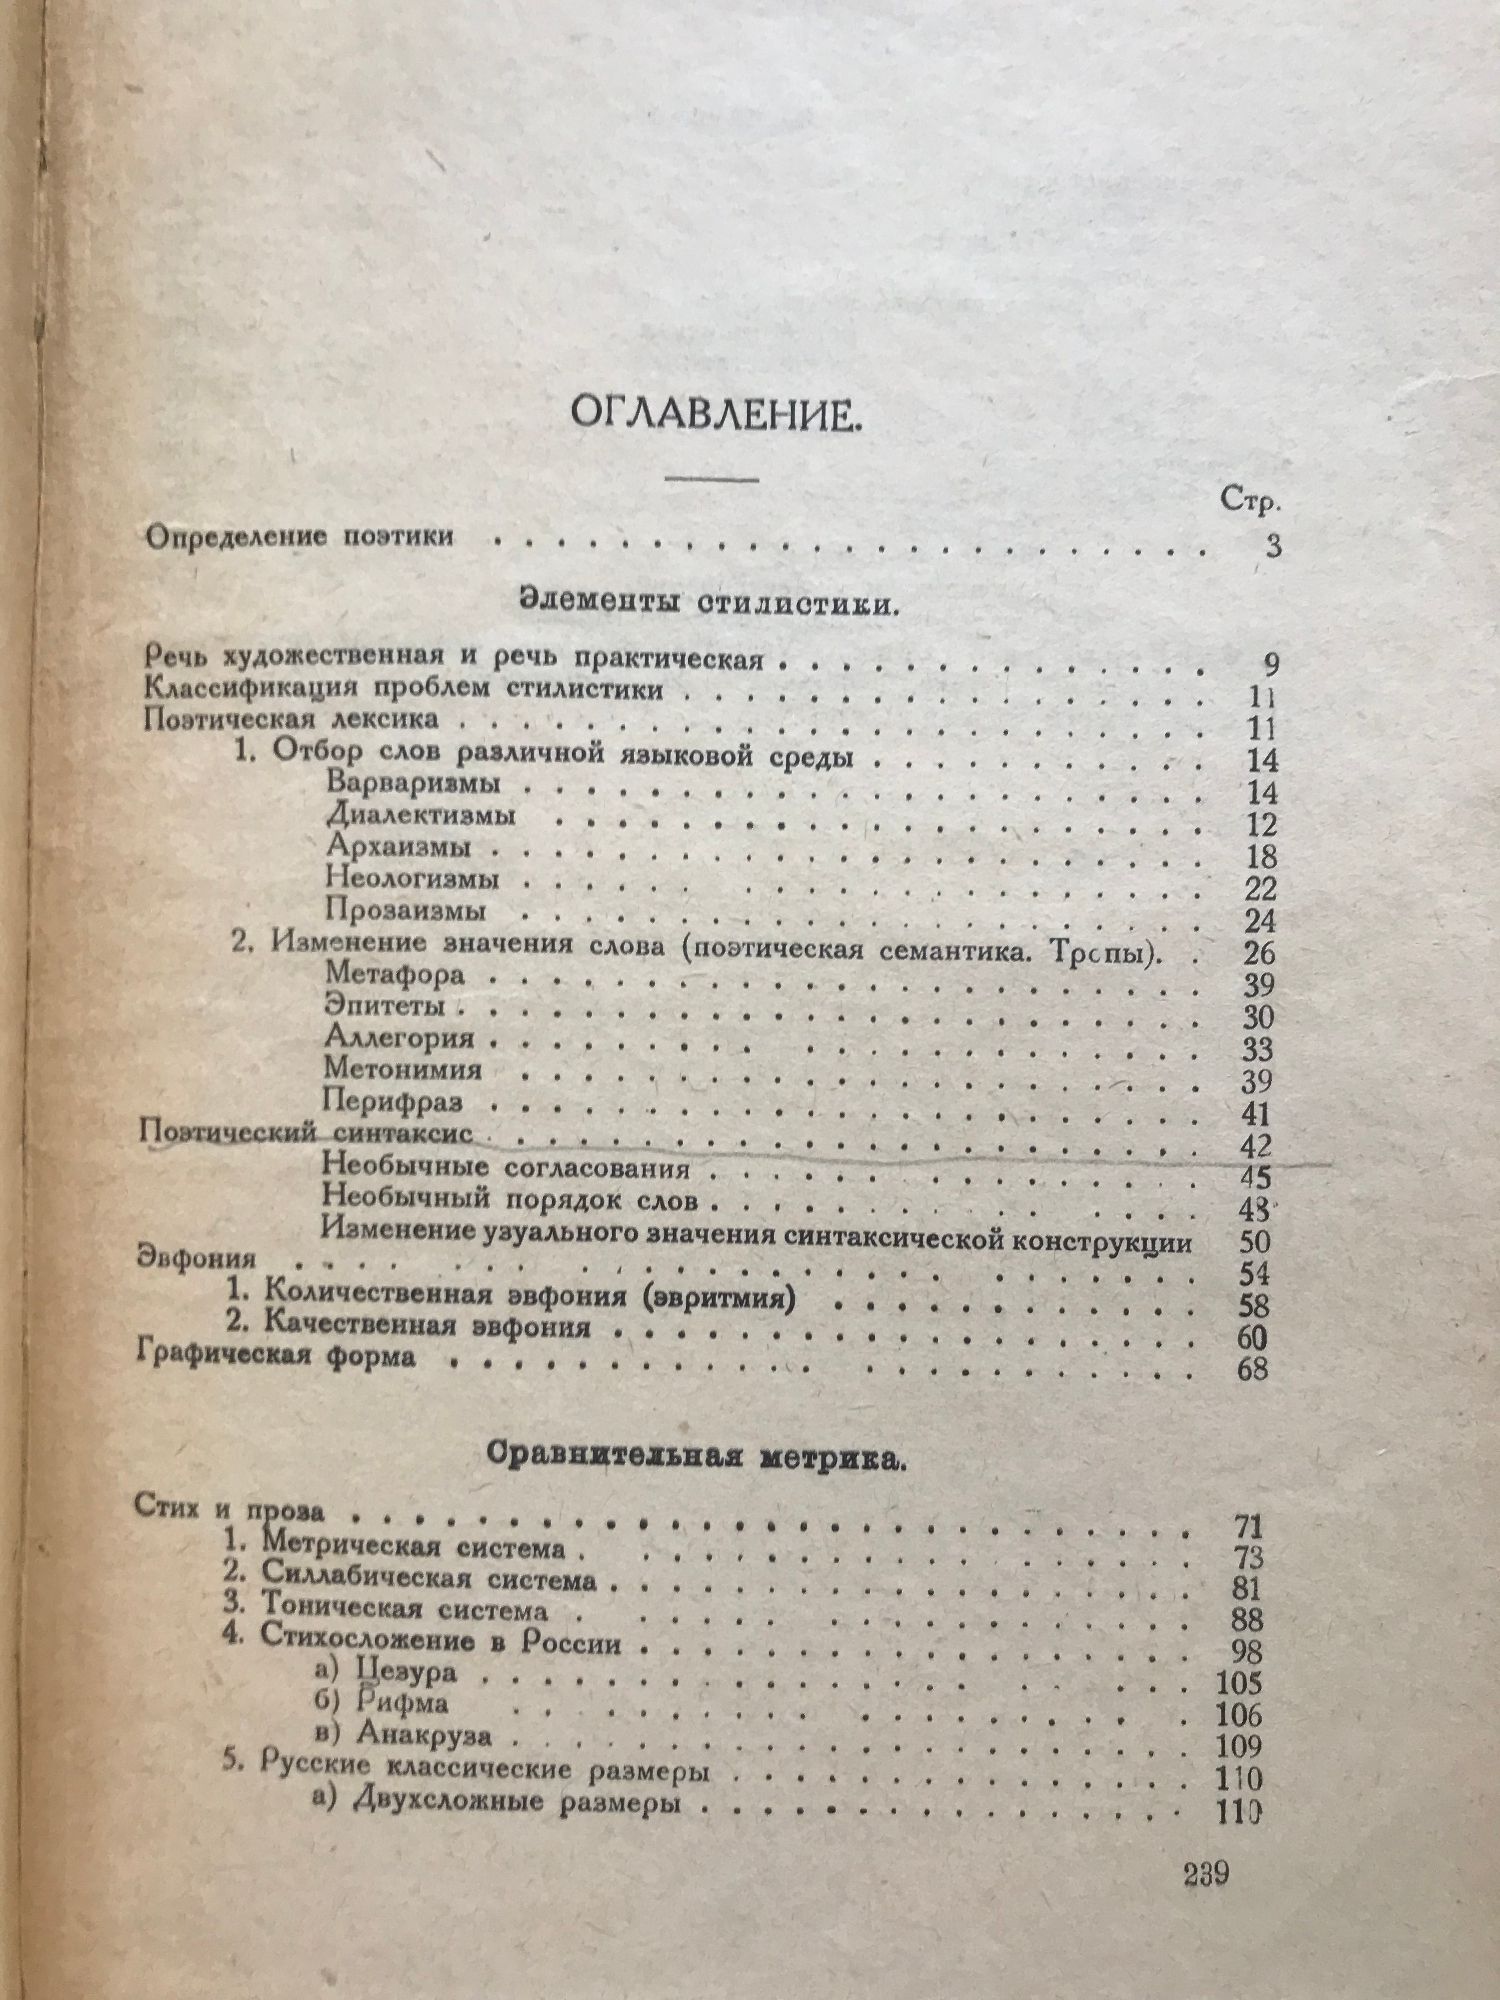 ОГЛАВЛЕНИЕ.
Стр.
Определение поэтики . . . . . . . . . . . . . . . . . . . . . . . 3
Элементы стилистики.
Речь художественная и речь практическая . . . . . . . . . . . . . . 9
Классификация проблем стилистики . . . . . . . . . . . . . . . . . 11
Поэтическая лексика . . . . . . . . . . . . . . . . . . . . . . . . 11
1. Отбор слов различной языковой среды . . . . . . . . . . . 14
Варваризмы . . . . . . . . . . . . . . . . . . . . . . 14
Диалектизмы . . . . . . . . . . . . . . . . . . . . . 12
Архаизмы . . . . . . . . . . . . . . . . . . . . . . . 18
Неологизмы . . . . . . . . . . . . . . . . . . . . . 22
Прозаизмы . . . . . . . . . . . . . . . . . . . . . . 24
2. Изменение значения слова (поэтическая семантика. Тропы). . 26
Метафора . . . . . . . . . . . . . . . . . . . . . . . 39
Эпитеты . . . . . . . . . . . . . . . . . . . . . . . . 30
Аллегория . . . . . . . . . . . . . . . . . . . . . . 33
Метонимия . . . . . . . . . . . . . . . . . . . . . . 39
Перифраз . . . . . . . . . . . . . . . . . . . . . . . 41
Поэтический синтаксис . . . . . . . . . . . . . . . . . . . . . . . 42
Необычные согласования . . . . . . . . . . . . . . . 45
Необычный порядок слов . . . . . . . . . . . . . . . 48
Изменение узуального значения синтаксической конструкции 50
Эвфония . . . . . . . . . . . . . . . . . . . . . . . . . . . 54
1. Количественная эвфония (эвритмия) . . . . . . . . . . . . 58
2. Качественная эвфония . . . . . . . . . . . . . . . . . . . 60
Графическая форма . . . . . . . . . . . . . . . . . . . . . . . 68
Сравнительная метрика.
Стих и проза . . . . . . . . . . . . . . . . . . . . . . . . . . . 71
1. Метрическая система . . . . . . . . . . . . . . . . . . 73
2. Силлабическая система . . . . . . . . . . . . . . . . . . . 81
3. Тоническая система . . . . . . . . . . . . . . . . . . 88
4. Стихосложение в России . . . . . . . . . . . . . . . . . . 98
а) Цезура . . . . . . . . . . . . . . . . . . . . 105
б) Рифма . . . . . . . . . . . . . . . . . . . 106
в) Анакруза . . . . . . . . . . . . . . . . . . . . . . 109
5. Русские классические размеры . . . . . . . . . . . . . . . 110
а) Двухсложные размеры . . . . . . . . . . . . . . . . 110
239